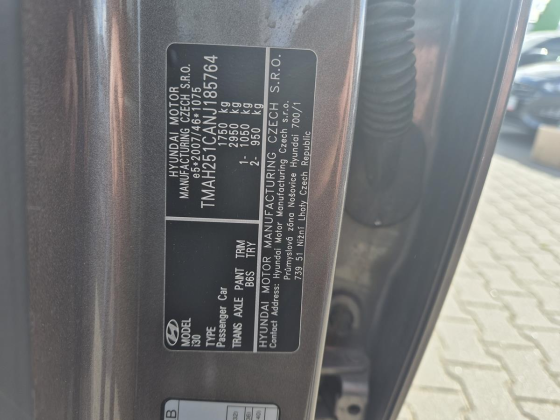 HYUNDAI MOTOR
MANUFACTURING CZECH S.R.O.
e5*2007/46*1075
TMAH251CANJ185764
1750 kg
2950 kg
1- 1050 kg
2- 950 kg
MODEL
i30
TYPE
Passenger Car
TRANS AXLE PAINT TRIM
B6S TRY
HYUNDAI MOTOR MANUFACTURING CZECH S.R.O.
Contact Address: Hyundai Motor Manufacturing Czech s.r.o.
Průmyslová zóna Nošovice Hyundai 700/1
739 51 Nižní Lhoty Czech Republic
B